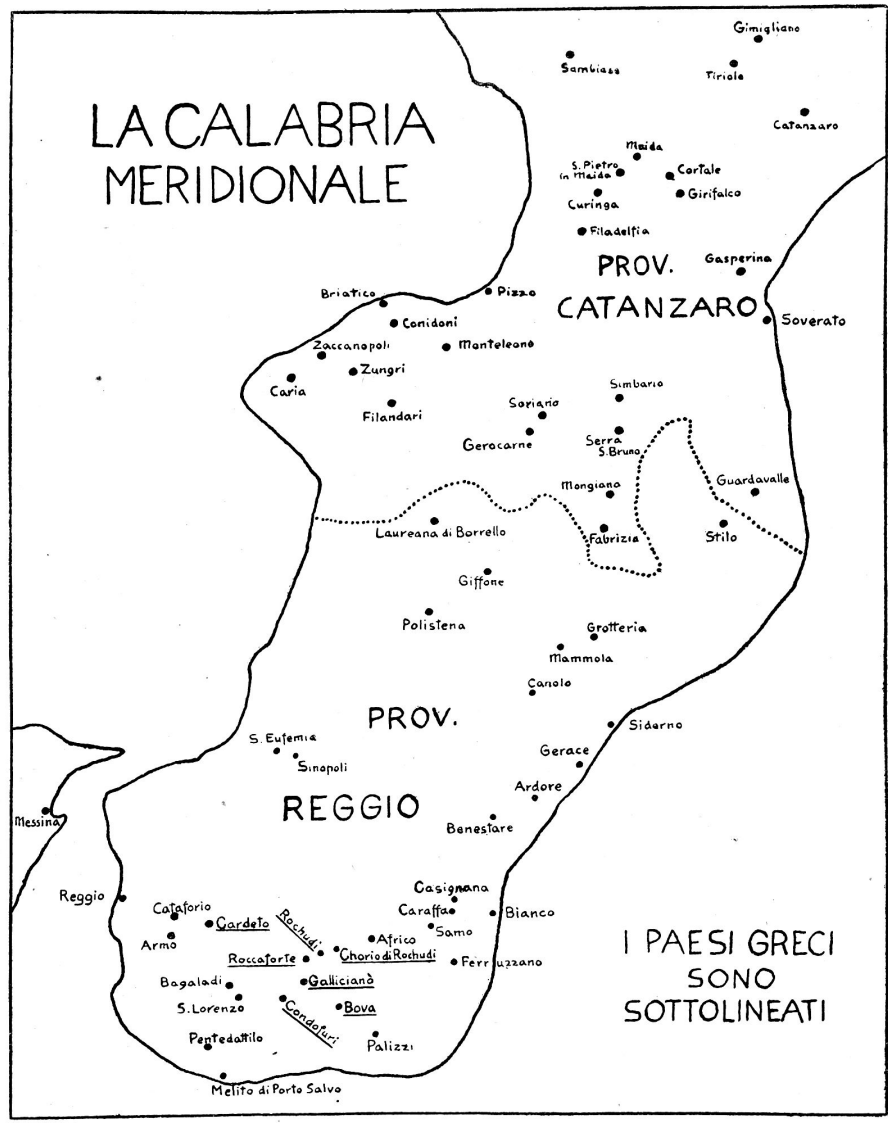 LA CALABRIA
MERIDIONALE
Gimigliano
Sambiase
Tiriolo
Catanzaro
Maida
S. Pietro
in Maida
Cortale
Curinga
Girifalco
Filadelfia
PROV.
CATANZARO
Gasperina
Soverato
Briatico
Pizzo
Conidoni
Zaccanopoli
Monteleone
Zungri
Caria
Filandari
Simbario
Soriano
Gerocarne
Serra
S. Bruno
Mongiana
Guardavalle
Laureana di Borrello
Fabrizia
Stilo
Giffone
Polistena
Grotteria
Mammola
Canolo
PROV.
REGGIO
Siderno
S. Eufemia
Sinopoli
Gerace
Ardore
Benestare
Messina
Casignana
Reggio
Cataforio
Cardeto
Rochudi
Caraffa
Bianco
Samo
Armo
Africo
Roccaforte
Chorio di Rochudi
Ferruzzano
Bagaladi
Gallicianò
S. Lorenzo
Condofuri
Bova
Pentedattilo
Palizzi
Melito di Porto Salvo
I PAESI GRECI
SONO
SOTTOLINEATI